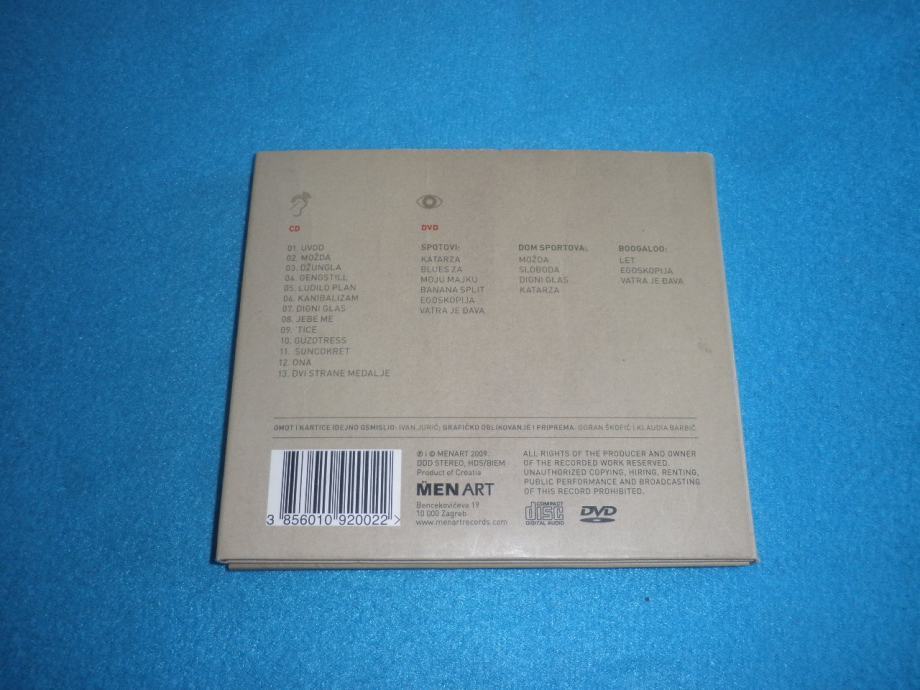 CD
01. UVOD
02. MOŽDA
03. DŽUNGLA
04. GENGSTILL
05. LUDILO PLAN
06. KANIBALIZAM
07. DIGNI GLAS
08. JEBE ME
09. 'TICE
10. GUZOTRESS
11. SUNCOKRET
12. ONA
13. DVI STRANE MEDALJE
DVD
SPOTOVI:
KATARZA
BLUES ZA
MOJU MAJKU
BANANA SPLIT
EGOSKOPIJA
VATRA JE ĐAVA
DOM SPORTOVA:
MOŽDA
SLOBODA
DIGNI GLAS
KATARZA
BOOGALOO:
LET
EGOSKOPIJA
VATRA JE ĐAVA
OMOT I KARTICE IDEJNO OSMISLIO: IVAN JURIĆ; GRAFIČKO OBLIKOVANJE I PRIPREMA: GORAN ŠKOFIĆ I KLAUDIA BARBIČ
3 856010 920022 >
℗ i © MENART 2009.
DDD STEREO, HDS/BIEM
Product of Croatia
MENART
Bencekovićeva 19
10 000 Zagreb
www.menartrecords.com
ALL RIGHTS OF THE PRODUCER AND OWNER
OF THE RECORDED WORK RESERVED.
UNAUTHORIZED COPYING, HIRING, RENTING,
PUBLIC PERFORMANCE AND BROADCASTING
OF THIS RECORD PROHIBITED.
COMPACT
disc
DIGITAL AUDIO
DVD